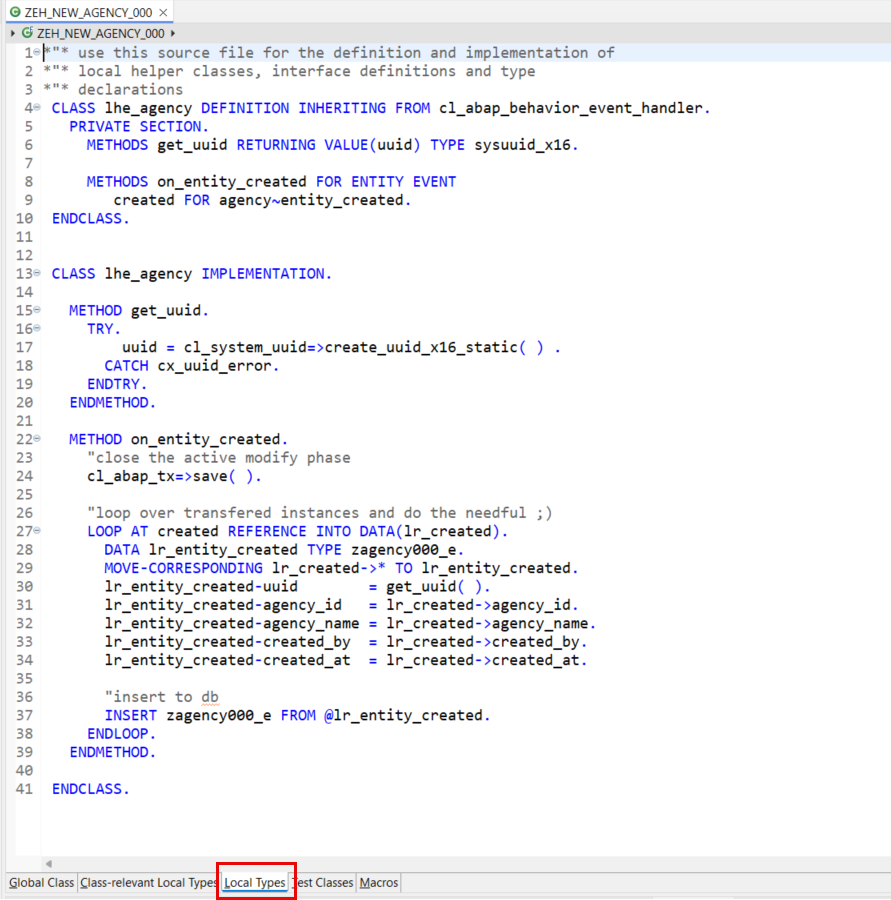 ZEH_NEW_AGENCY_000
ZEH_NEW_AGENCY_000
1 *"* use this source file for the definition and implementation of
2 *"* local helper classes, interface definitions and type
3 *"* declarations
4 CLASS lhe_agency DEFINITION INHERITING FROM cl_abap_behavior_event_handler.
5 PRIVATE SECTION.
6 METHODS get_uuid RETURNING VALUE(uuid) TYPE sysuuid_x16.
7
8 METHODS on_entity_created FOR ENTITY EVENT
9 created FOR agency~entity_created.
10 ENDCLASS.
11
12
13 CLASS lhe_agency IMPLEMENTATION.
14
15 METHOD get_uuid.
16 TRY.
17 uuid = cl_system_uuid=>create_uuid_x16_static( ) .
18 CATCH cx_uuid_error.
19 ENDTRY.
20 ENDMETHOD.
21
22 METHOD on_entity_created.
23 "close the active modify phase
24 cl_abap_tx=>save( ).
25
26 "loop over transfered instances and do the needful ;)
27 LOOP AT created REFERENCE INTO DATA(lr_created).
28 DATA lr_entity_created TYPE zagency000_e.
29 MOVE-CORRESPONDING lr_created->* TO lr_entity_created.
30 lr_entity_created-uuid = get_uuid( ).
31 lr_entity_created-agency_id = lr_created->agency_id.
32 lr_entity_created-agency_name = lr_created->agency_name.
33 lr_entity_created-created_by = lr_created->created_by.
34 lr_entity_created-created_at = lr_created->created_at.
35
36 "insert to db
37 INSERT zagency000_e FROM @lr_entity_created.
38 ENDLOOP.
39 ENDMETHOD.
40
41 ENDCLASS.
Global Class Class-relevant Local Types Local Types Test Classes Macros